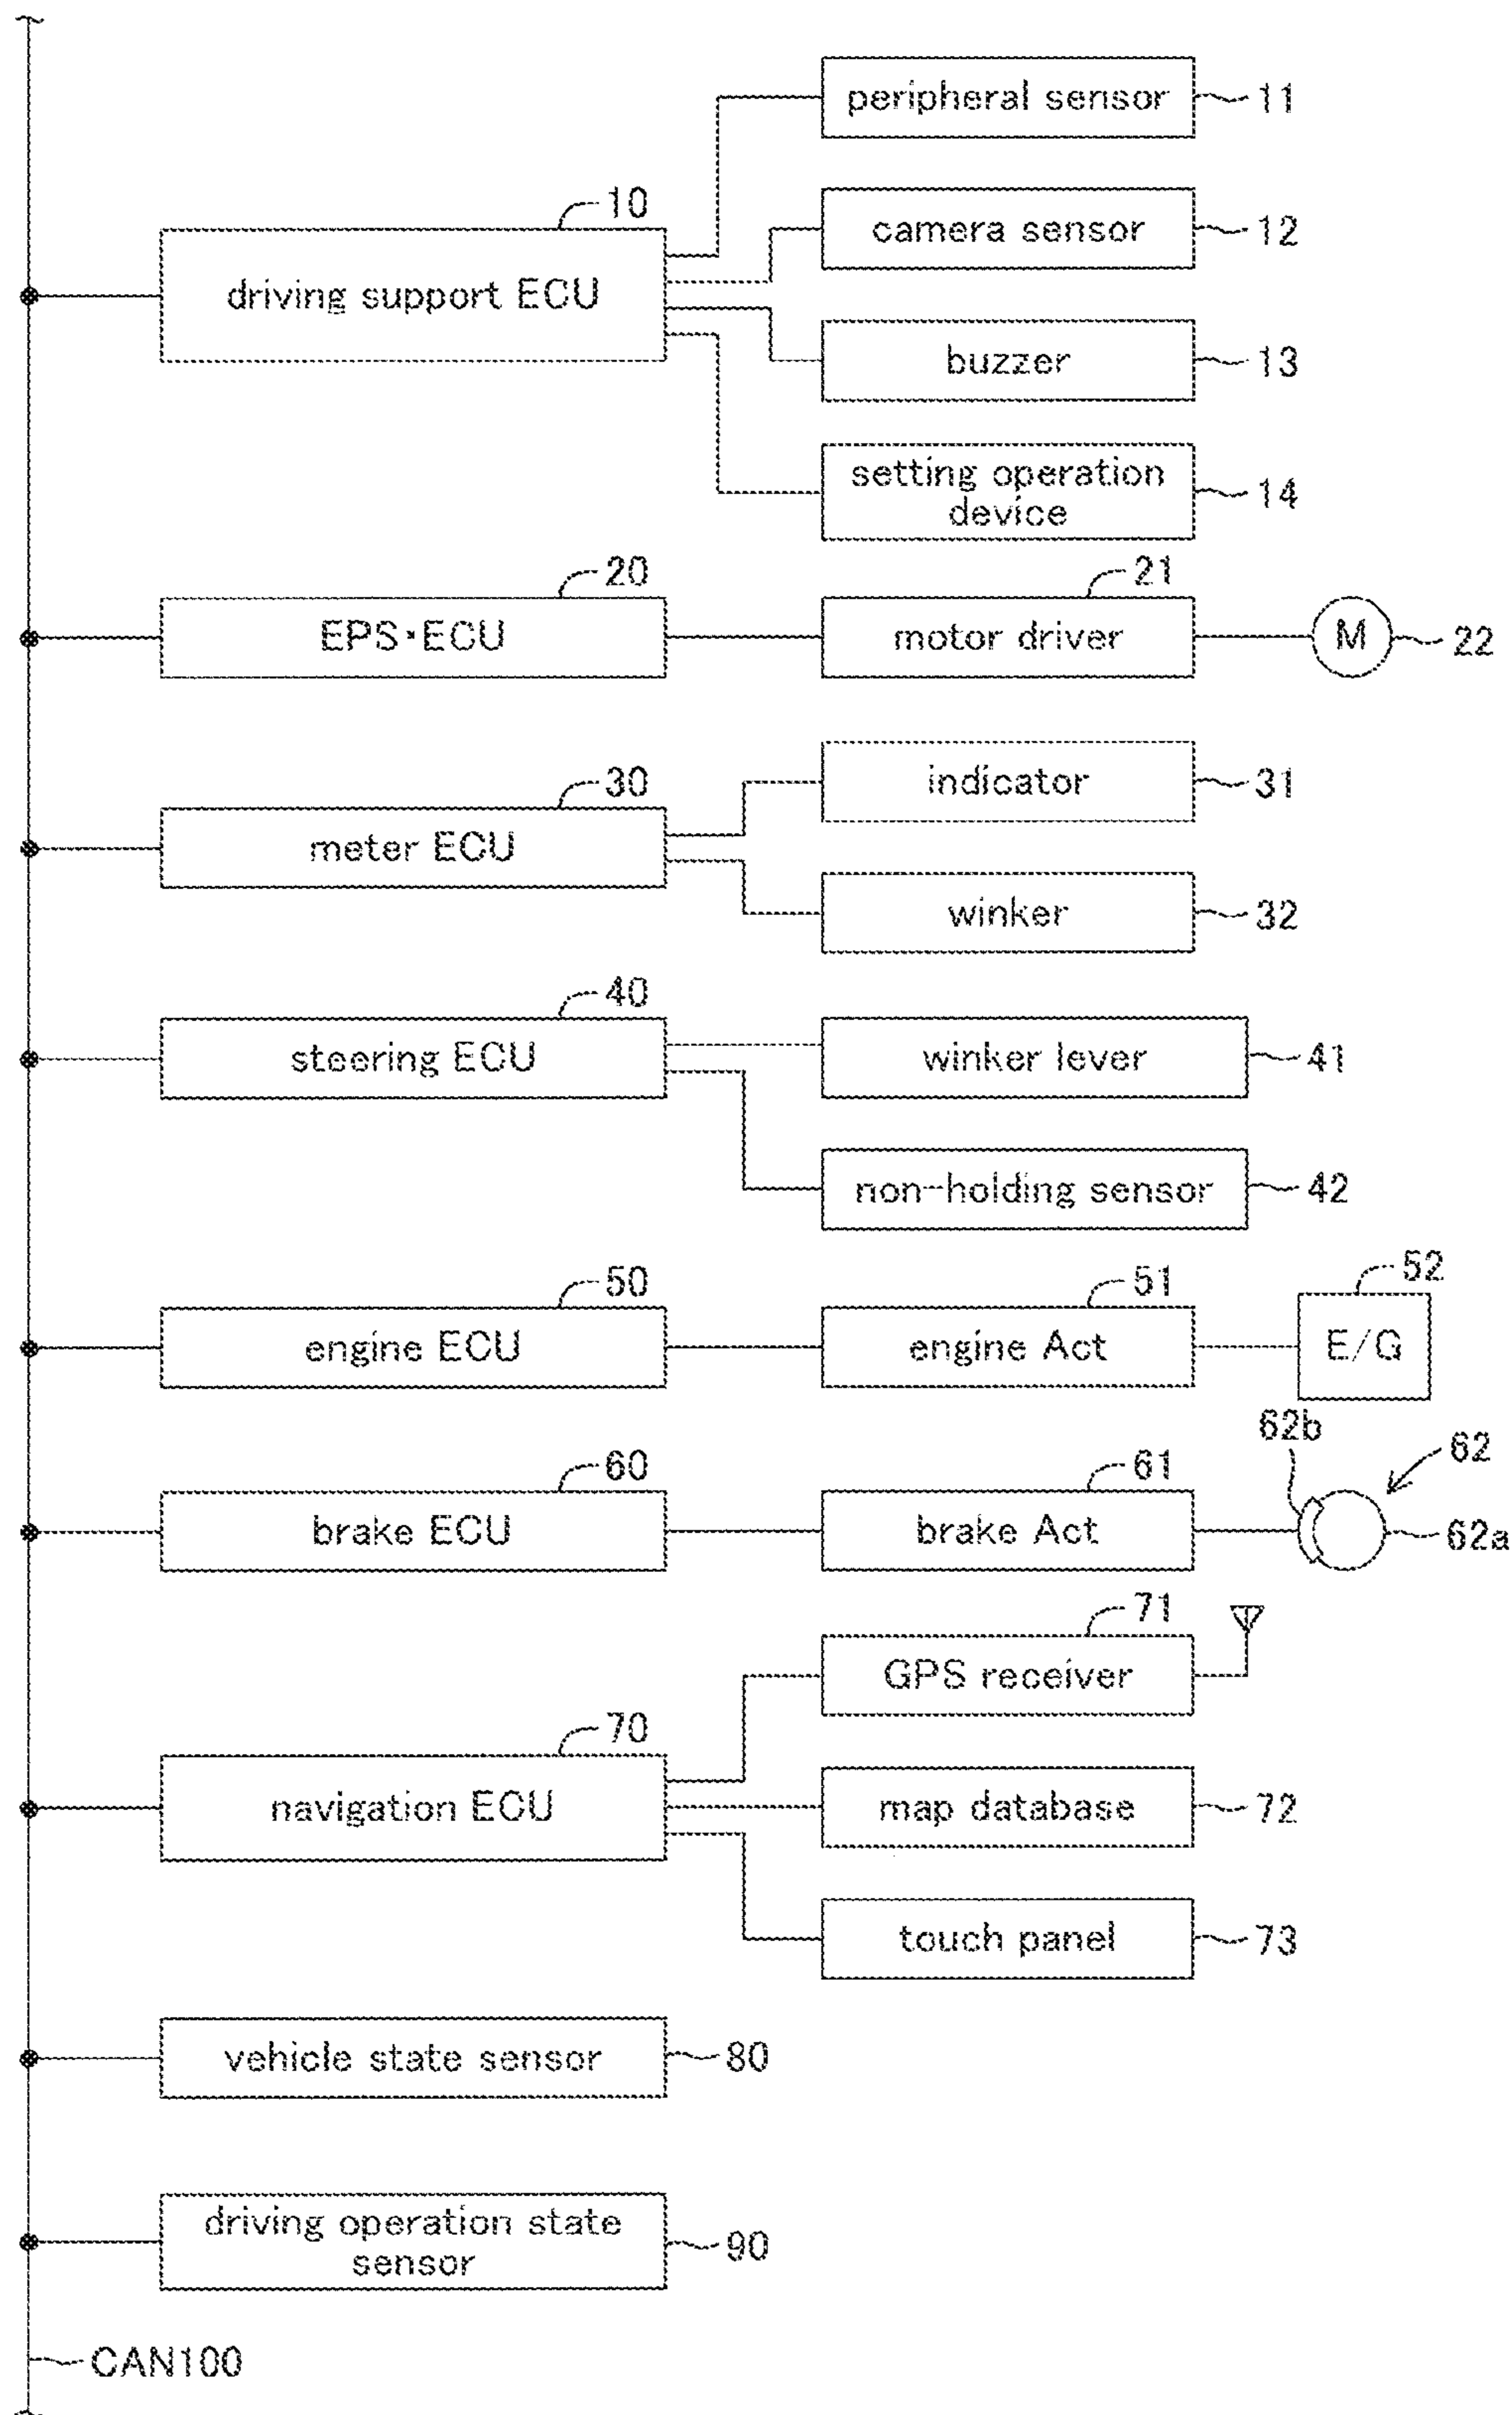 peripheral sensor 11
10
camera sensor 12
driving support ECU
buzzer 13
setting operation
device
14
20
21
EPS·ECU
motor driver
M
22
30
indicator 31
meter ECU
winker 32
40
steering ECU
winker lever 41
non-holding sensor 42
50
51
52
engine ECU
engine Act
E/G
62b
62
60
61
brake ECU
brake Act
62a
71
GPS receiver
70
navigation ECU
map database 72
touch panel 73
vehicle state sensor 80
driving operation state
sensor
90
CAN100